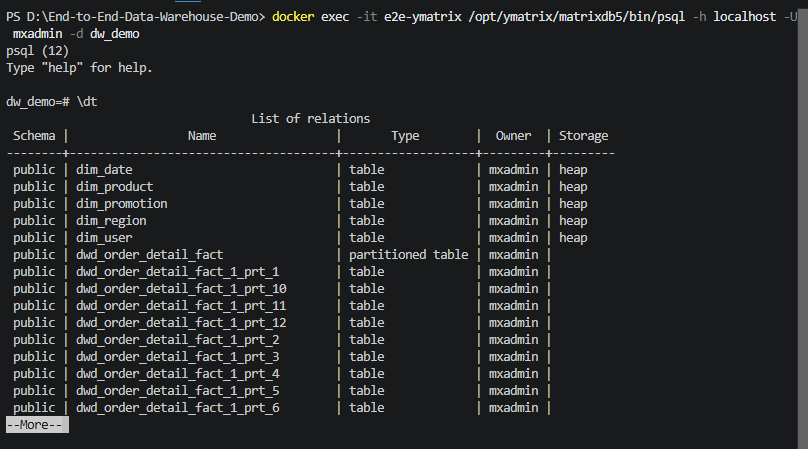 PS D:\End-to-End-Data-Warehouse-Demo> docker exec -it e2e-ymatrix /opt/ymatrix/matrixdb5/bin/psql -h localhost -U
 mxadmin -d dw_demo
psql (12)
Type "help" for help.

dw_demo=# \dt
                                 List of relations
 Schema |               Name                |       Type        |  Owner  | Storage
--------+-----------------------------------+-------------------+---------+---------
 public | dim_date                          | table             | mxadmin | heap
 public | dim_product                       | table             | mxadmin | heap
 public | dim_promotion                     | table             | mxadmin | heap
 public | dim_region                        | table             | mxadmin | heap
 public | dim_user                          | table             | mxadmin | heap
 public | dwd_order_detail_fact             | partitioned table | mxadmin |
 public | dwd_order_detail_fact_1_prt_1     | table             | mxadmin |
 public | dwd_order_detail_fact_1_prt_10    | table             | mxadmin |
 public | dwd_order_detail_fact_1_prt_11    | table             | mxadmin |
 public | dwd_order_detail_fact_1_prt_12    | table             | mxadmin |
 public | dwd_order_detail_fact_1_prt_2     | table             | mxadmin |
 public | dwd_order_detail_fact_1_prt_3     | table             | mxadmin |
 public | dwd_order_detail_fact_1_prt_4     | table             | mxadmin |
 public | dwd_order_detail_fact_1_prt_5     | table             | mxadmin |
 public | dwd_order_detail_fact_1_prt_6     | table             | mxadmin |
--More--